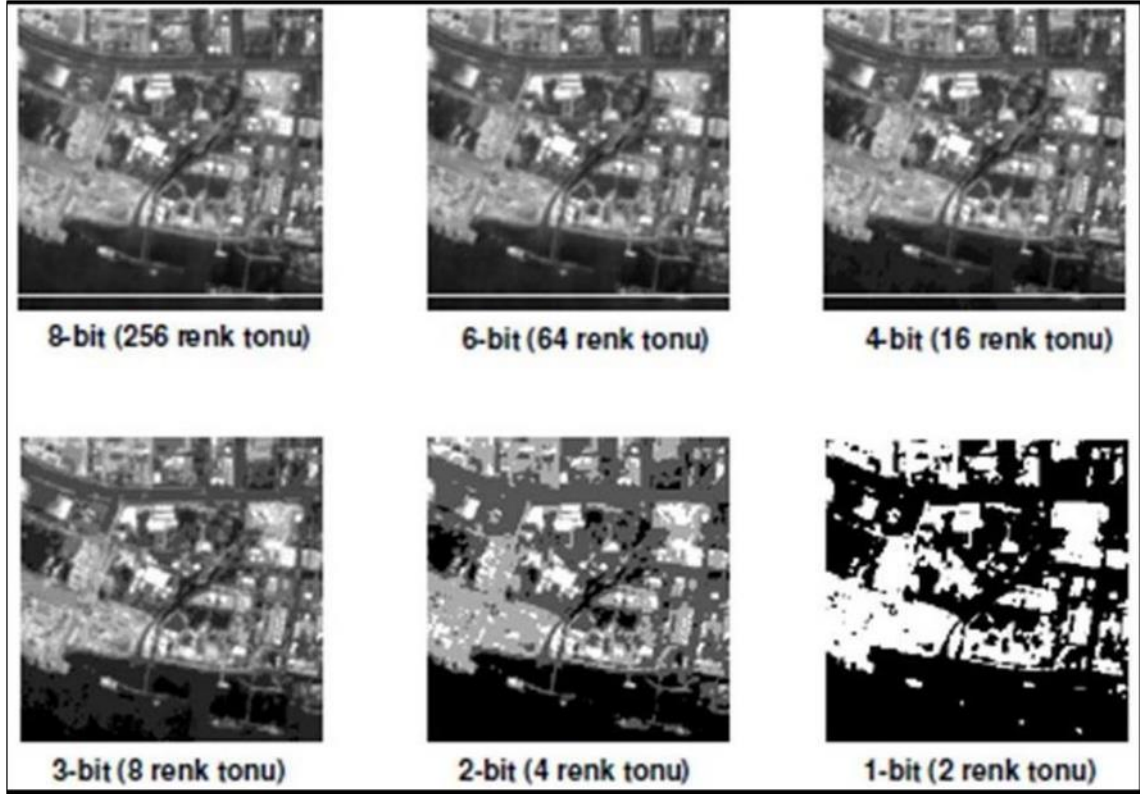 8-bit (256 renk tonu)
6-bit (64 renk tonu)
4-bit (16 renk tonu)
3-bit (8 renk tonu)
2-bit (4 renk tonu)
1-bit (2 renk tonu)